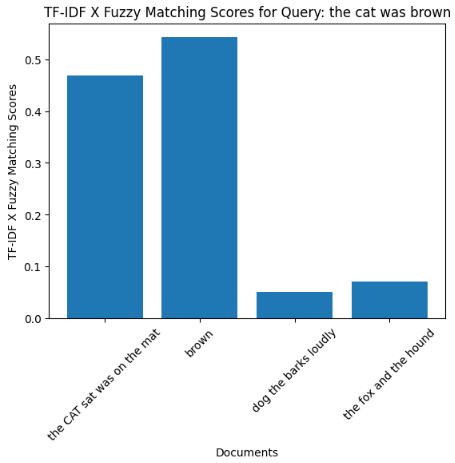 TF-IDF X Fuzzy Matching Scores for Query: the cat was brown
TF-IDF X Fuzzy Matching Scores
0.5
0.4
0.3
0.2
0.1
0.0
the CAT sat was on the mat
brown
dog the barks loudly
the fox and the hound
Documents